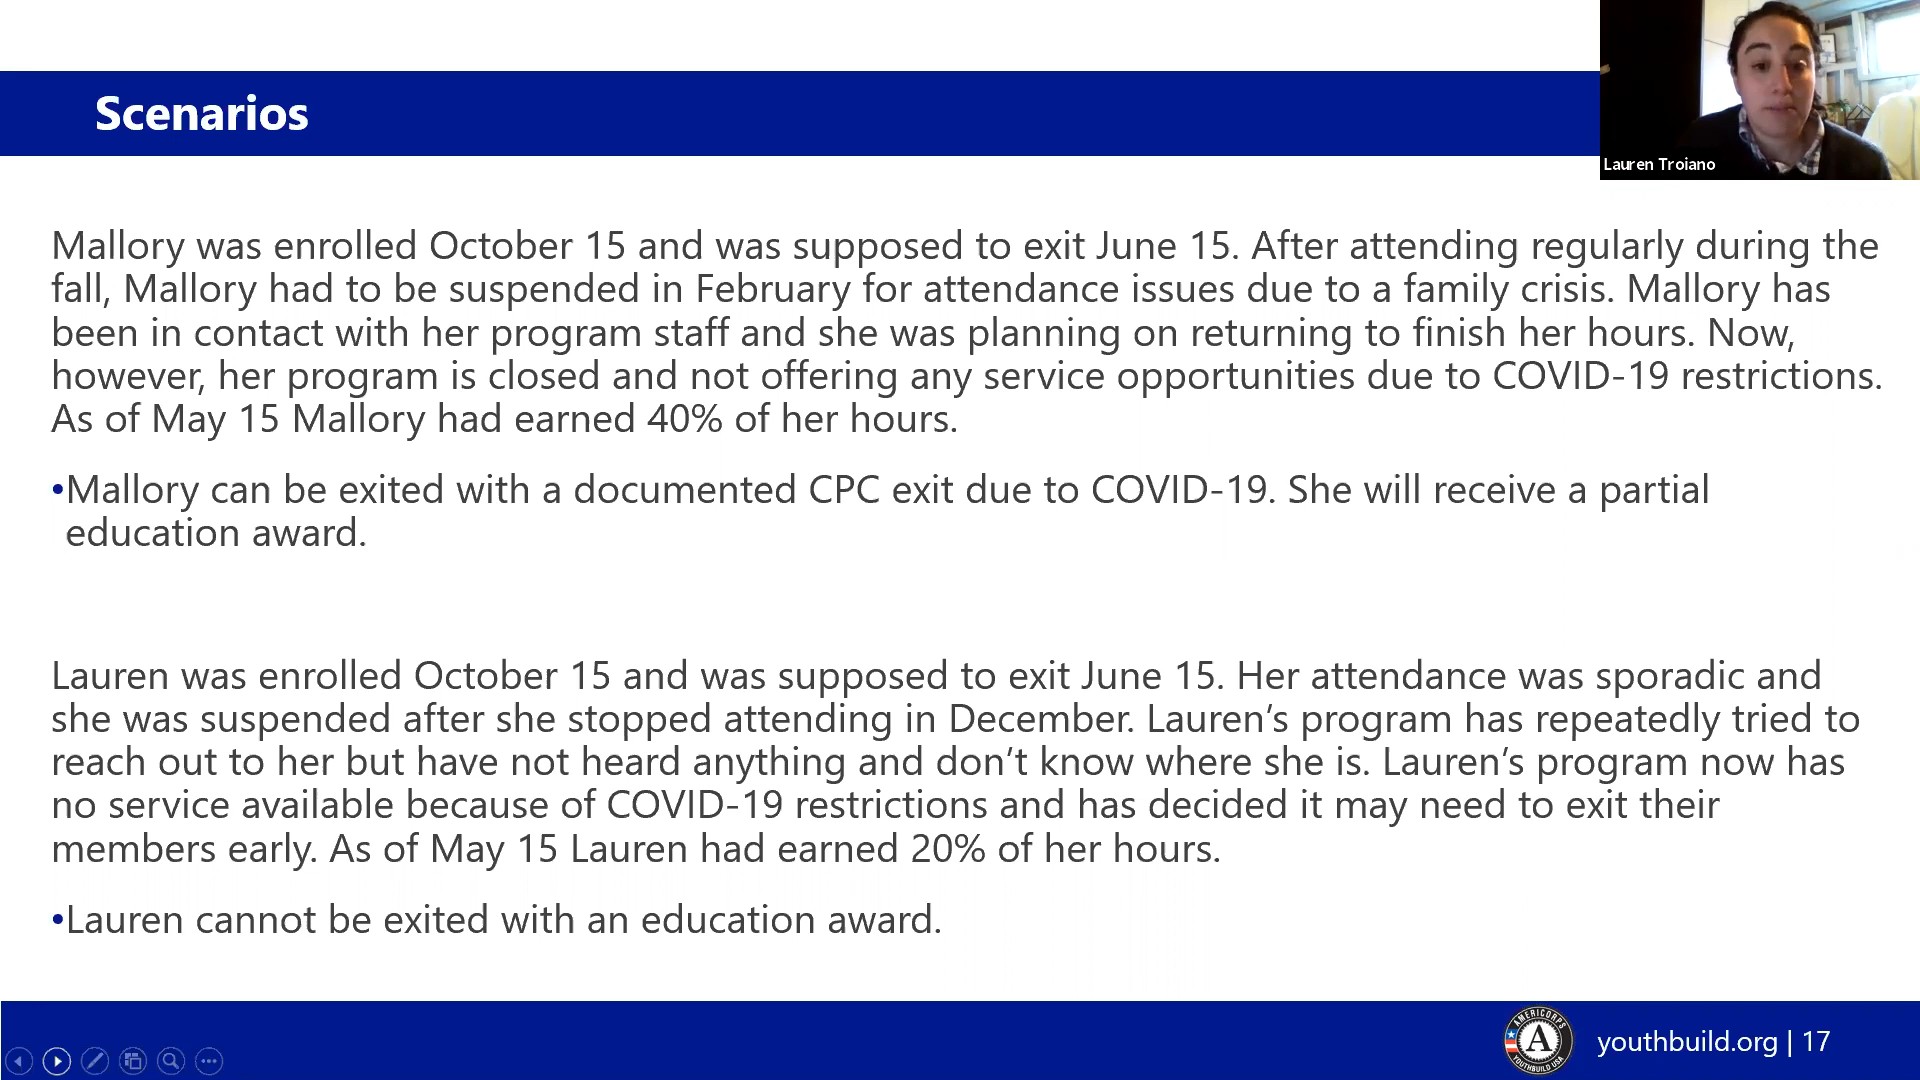 Scenarios
Lauren Troiano
Mallory was enrolled October 15 and was supposed to exit June 15. After attending regularly during the
fall, Mallory had to be suspended in February for attendance issues due to a family crisis. Mallory has
been in contact with her program staff and she was planning on returning to finish her hours. Now,
however, her program is closed and not offering any service opportunities due to COVID-19 restrictions.
As of May 15 Mallory had earned 40% of her hours.
•Mallory can be exited with a documented CPC exit due to COVID-19. She will receive a partial
education award.
Lauren was enrolled October 15 and was supposed to exit June 15. Her attendance was sporadic and
she was suspended after she stopped attending in December. Lauren’s program has repeatedly tried to
reach out to her but have not heard anything and don’t know where she is. Lauren’s program now has
no service available because of COVID-19 restrictions and has decided it may need to exit their
members early. As of May 15 Lauren had earned 20% of her hours.
•Lauren cannot be exited with an education award.
AMERICORPS
A
YOUTHBUILD USA
youthbuild.org | 17